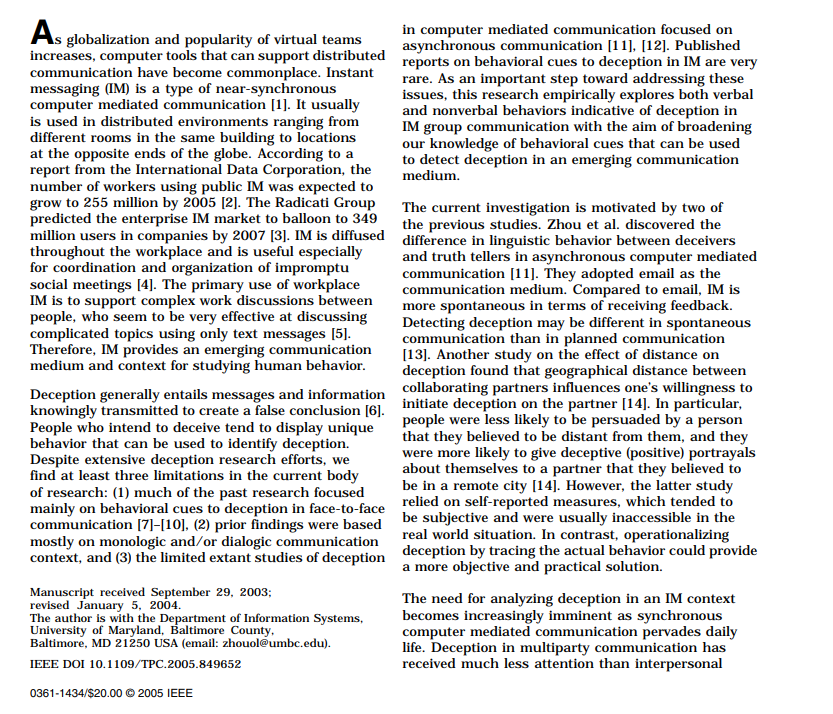 As globalization and popularity of virtual teams
increases, computer tools that can support distributed
communication have become commonplace. Instant
messaging (IM) is a type of near-synchronous
computer mediated communication [1]. It usually
is used in distributed environments ranging from
different rooms in the same building to locations
at the opposite ends of the globe. According to a
report from the International Data Corporation, the
number of workers using public IM was expected to
grow to 255 million by 2005 [2]. The Radicati Group
predicted the enterprise IM market to balloon to 349
million users in companies by 2007 [3]. IM is diffused
throughout the workplace and is useful especially
for coordination and organization of impromptu
social meetings [4]. The primary use of workplace
IM is to support complex work discussions between
people, who seem to be very effective at discussing
complicated topics using only text messages [5].
Therefore, IM provides an emerging communication
medium and context for studying human behavior.
Deception generally entails messages and information
knowingly transmitted to create a false conclusion [6].
People who intend to deceive tend to display unique
behavior that can be used to identify deception.
Despite extensive deception research efforts, we
find at least three limitations in the current body
of research: (1) much of the past research focused
mainly on behavioral cues to deception in face-to-face
communication [7]–[10], (2) prior findings were based
mostly on monologic and/or dialogic communication
context, and (3) the limited extant studies of deception
Manuscript received September 29, 2003;
revised January 5, 2004.
The author is with the Department of Information Systems,
University of Maryland, Baltimore County,
Baltimore, MD 21250 USA (email: zhouol@umbc.edu).
IEEE DOI 10.1109/TPC.2005.849652
0361-1434/$20.00 © 2005 IEEE
in computer mediated communication focused on
asynchronous communication [11], [12]. Published
reports on behavioral cues to deception in IM are very
rare. As an important step toward addressing these
issues, this research empirically explores both verbal
and nonverbal behaviors indicative of deception in
IM group communication with the aim of broadening
our knowledge of behavioral cues that can be used
to detect deception in an emerging communication
medium.
The current investigation is motivated by two of
the previous studies. Zhou et al. discovered the
difference in linguistic behavior between deceivers
and truth tellers in asynchronous computer mediated
communication [11]. They adopted email as the
communication medium. Compared to email, IM is
more spontaneous in terms of receiving feedback.
Detecting deception may be different in spontaneous
communication than in planned communication
[13]. Another study on the effect of distance on
deception found that geographical distance between
collaborating partners influences one's willingness to
initiate deception on the partner [14]. In particular,
people were less likely to be persuaded by a person
that they believed to be distant from them, and they
were more likely to give deceptive (positive) portrayals
about themselves to a partner that they believed to
be in a remote city [14]. However, the latter study
relied on self-reported measures, which tended to
be subjective and were usually inaccessible in the
real world situation. In contrast, operationalizing
deception by tracing the actual behavior could provide
a more objective and practical solution.
The need for analyzing deception in an IM context
becomes increasingly imminent as synchronous
computer mediated communication pervades daily
life. Deception in multiparty communication has
received much less attention than interpersonal